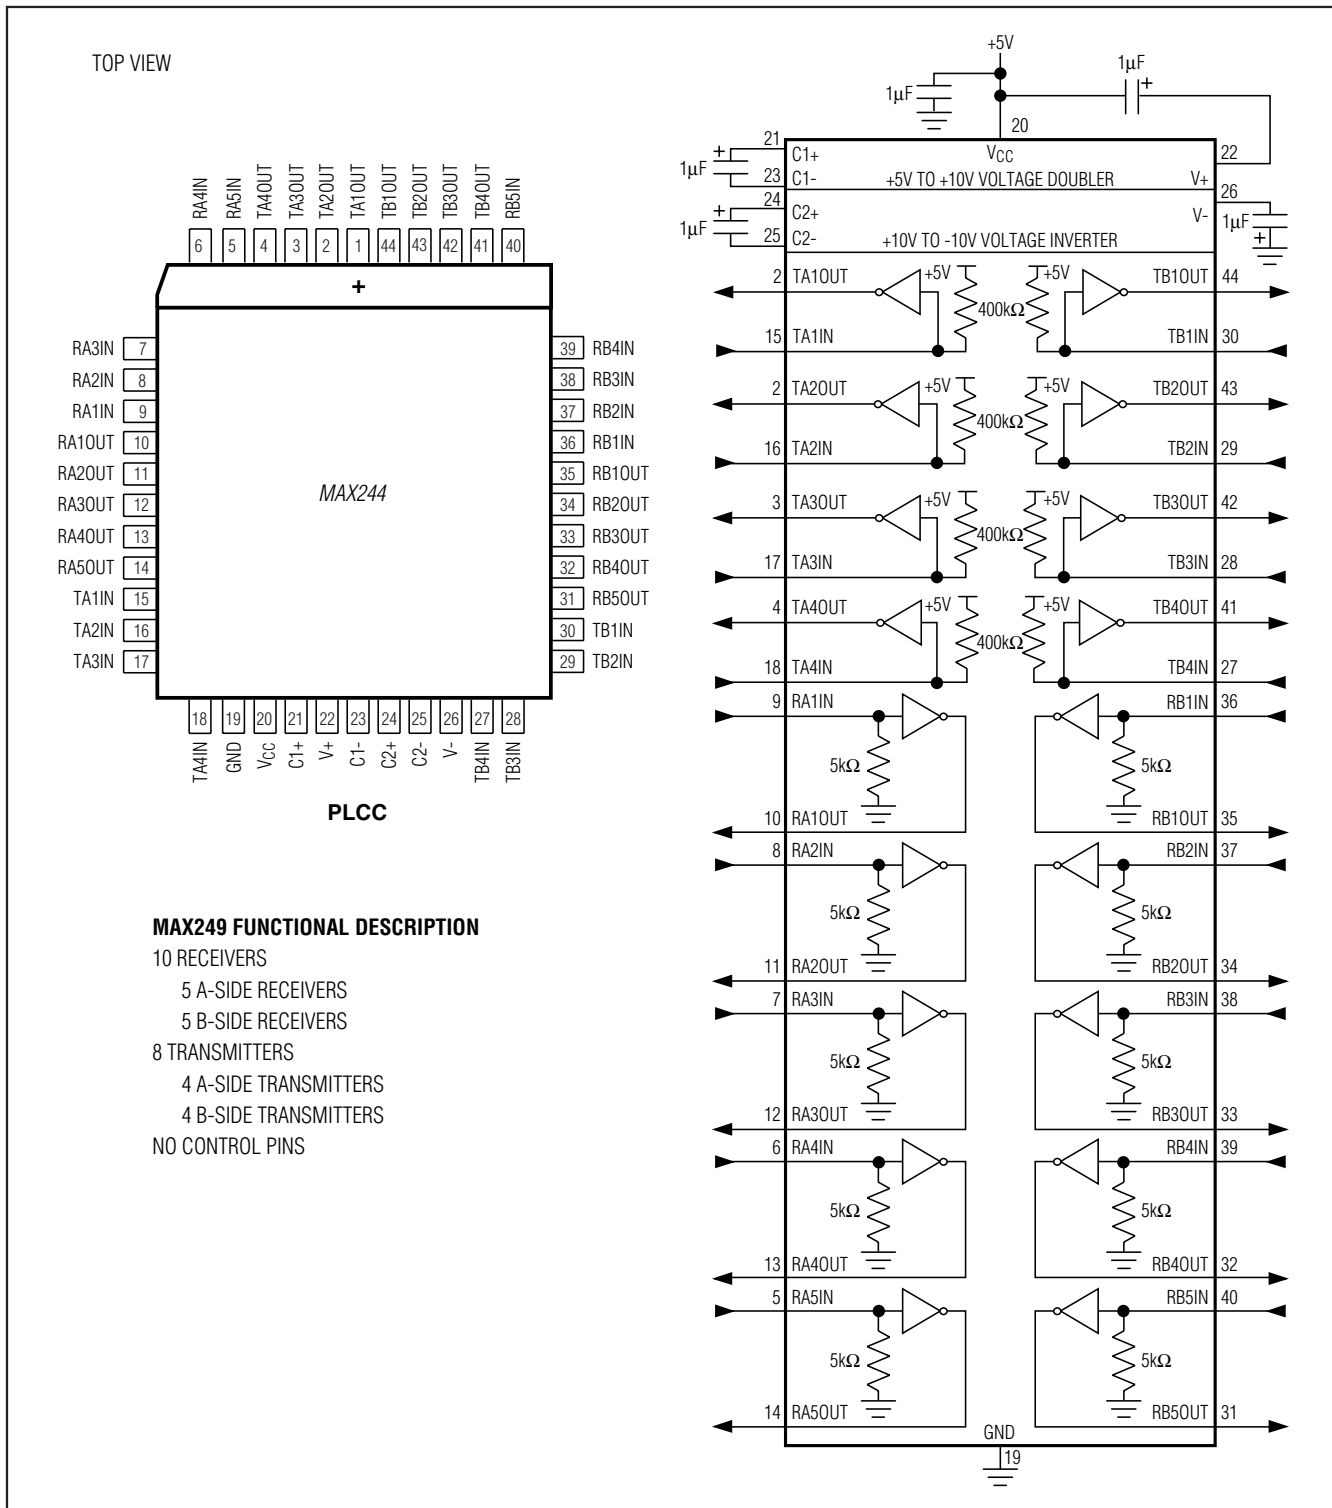 TOP VIEW
RA4IN
RA5IN
TA4OUT
TA3OUT
TA2OUT
TA1OUT
TB1OUT
TB2OUT
TB3OUT
TB4OUT
RB5IN
6 5 4 3 2 1 44 43 42 41 40
+
RA3IN 7
RA2IN 8
RA1IN 9
RA1OUT 10
RA2OUT 11
RA3OUT 12
RA4OUT 13
RA5OUT 14
TA1IN 15
TA2IN 16
TA3IN 17
MAX244
39 RB4IN
38 RB3IN
37 RB2IN
36 RB1IN
35 RB1OUT
34 RB2OUT
33 RB3OUT
32 RB4OUT
31 RB5OUT
30 TB1IN
29 TB2IN
18 19 20 21 22 23 24 25 26 27 28
TA4IN
GND
VCC
C1+
V+
C1-
C2+
C2-
V-
TB4IN
TB3IN
PLCC
MAX249 FUNCTIONAL DESCRIPTION
10 RECEIVERS
5 A-SIDE RECEIVERS
5 B-SIDE RECEIVERS
8 TRANSMITTERS
4 A-SIDE TRANSMITTERS
4 B-SIDE TRANSMITTERS
NO CONTROL PINS
+5V
1µF
1µF +
20
21 C1+ VCC 22
+ 1µF
23 C1- +5V TO +10V VOLTAGE DOUBLER V+
24 C2+ 26
+ 1µF V- 1µF +
25 C2- +10V TO -10V VOLTAGE INVERTER
2 TA1OUT +5V +5V TB1OUT 44
400kΩ
15 TA1IN TB1IN 30
2 TA2OUT +5V +5V TB2OUT 43
400kΩ
16 TA2IN TB2IN 29
3 TA3OUT +5V +5V TB3OUT 42
400kΩ
17 TA3IN TB3IN 28
4 TA4OUT +5V +5V TB4OUT 41
400kΩ
18 TA4IN TB4IN 27
9 RA1IN RB1IN 36
5kΩ 5kΩ
10 RA1OUT RB1OUT 35
8 RA2IN RB2IN 37
5kΩ 5kΩ
11 RA2OUT RB2OUT 34
7 RA3IN RB3IN 38
5kΩ 5kΩ
12 RA3OUT RB3OUT 33
6 RA4IN RB4IN 39
5kΩ 5kΩ
13 RA4OUT RB4OUT 32
5 RA5IN RB5IN 40
5kΩ 5kΩ
14 RA5OUT RB5OUT 31
GND
19